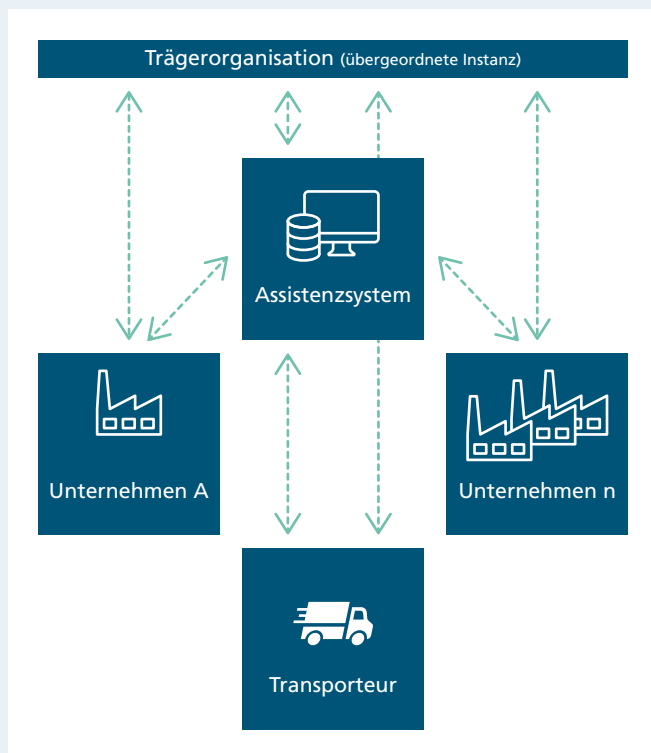 Trägerorganisation (übergeordnete Instanz)
Assistenzsystem
Unternehmen A
Unternehmen n
Transporteur